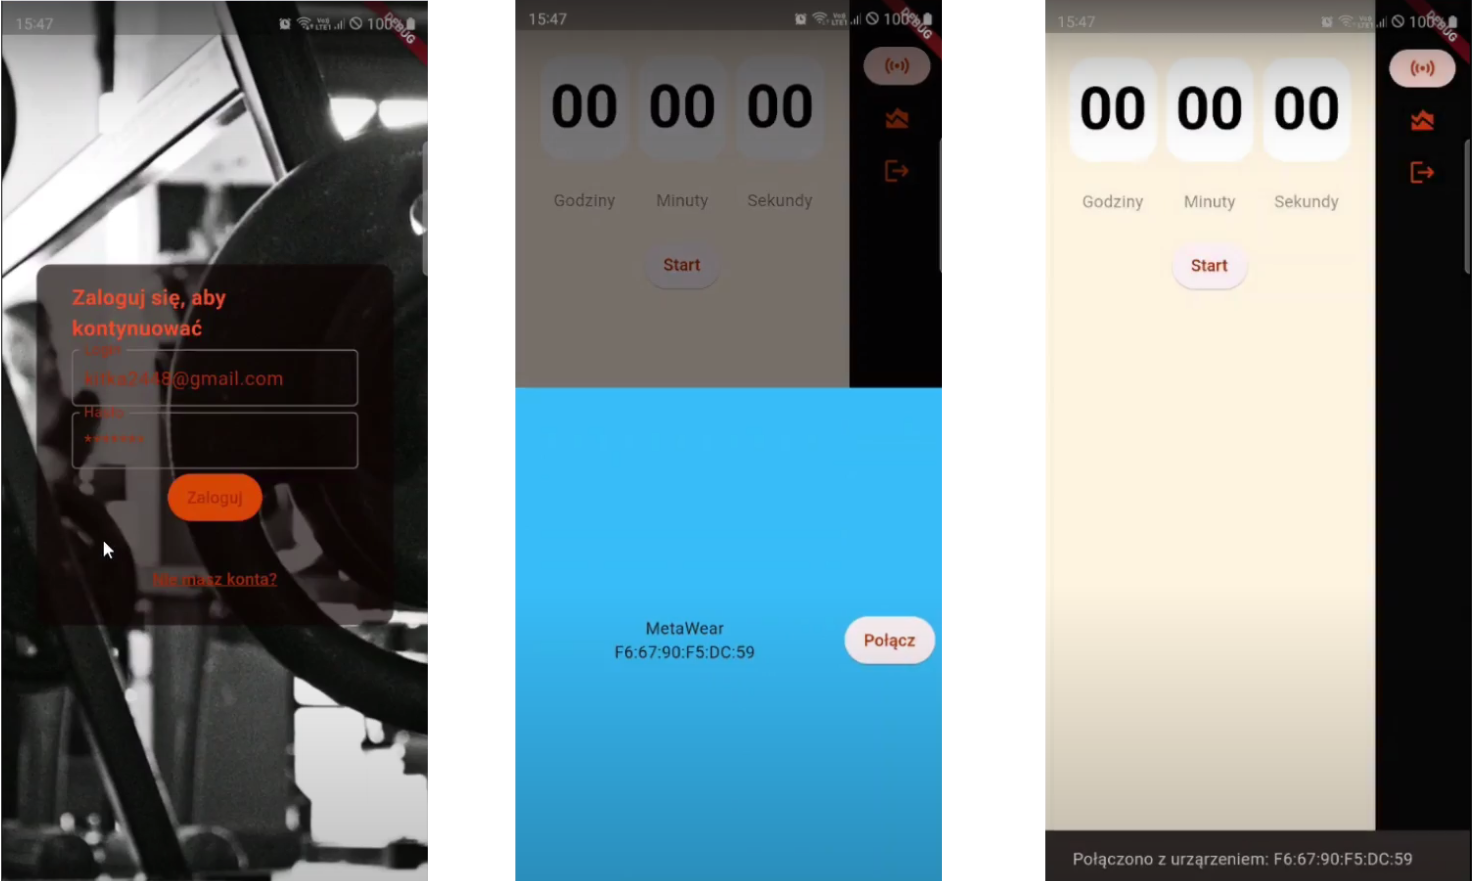 15:47
100%
DEBUG
Zaloguj się, aby
kontynuować
Login
kitka2448@gmail.com
Hasło
*******
Zaloguj
Nie masz konta?
15:47
100%
DEBUG
00 00 00
Godziny Minuty Sekundy
Start
MetaWear
F6:67:90:F5:DC:59
Połącz
15:47
100%
DEBUG
00 00 00
Godziny Minuty Sekundy
Start
Połączono z urząrzeniem: F6:67:90:F5:DC:59